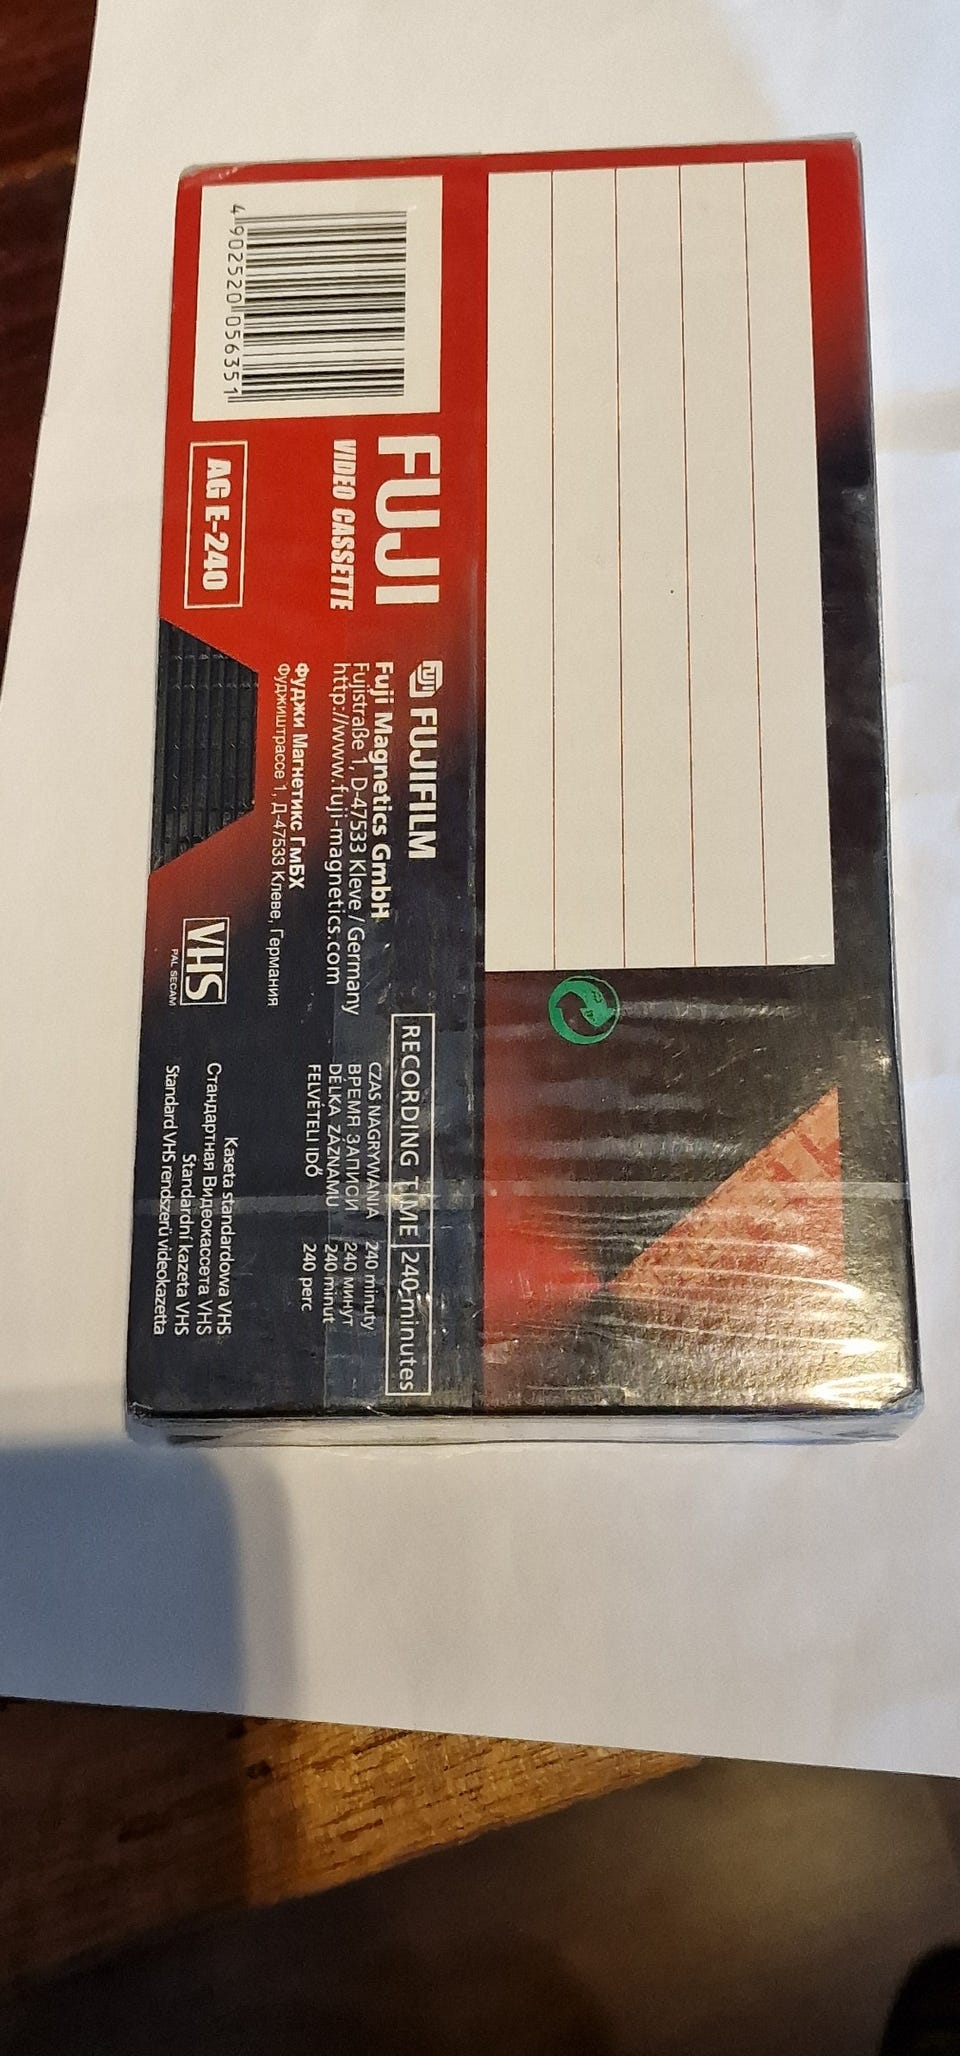 4 902520 056351
FUJI
VIDEO CASSETTE
AG E-240
FUJI FUJIFILM
Fuji Magnetics GmbH
Fujistraße 1, D-47533 Kleve / Germany
http://www.fuji-magnetics.com
Фуджи Магнетикс ГмБХ
Фуджиштрассе 1, Д-47533 Клеве, Германия
VHS
PAL SECAM
RECORDING TIME 240 minutes
CZAS NAGRYWANIA 240 minuty
ВРЕМЯ ЗАПИСИ 240 минут
DÉLKA ZÁZNAMU 240 minut
FELVÉTELI IDŐ 240 perc
Kaseta standardowa VHS
Стандартная Видеокассета VHS
Standardní kazeta VHS
Standard VHS rendszerű videokazetta